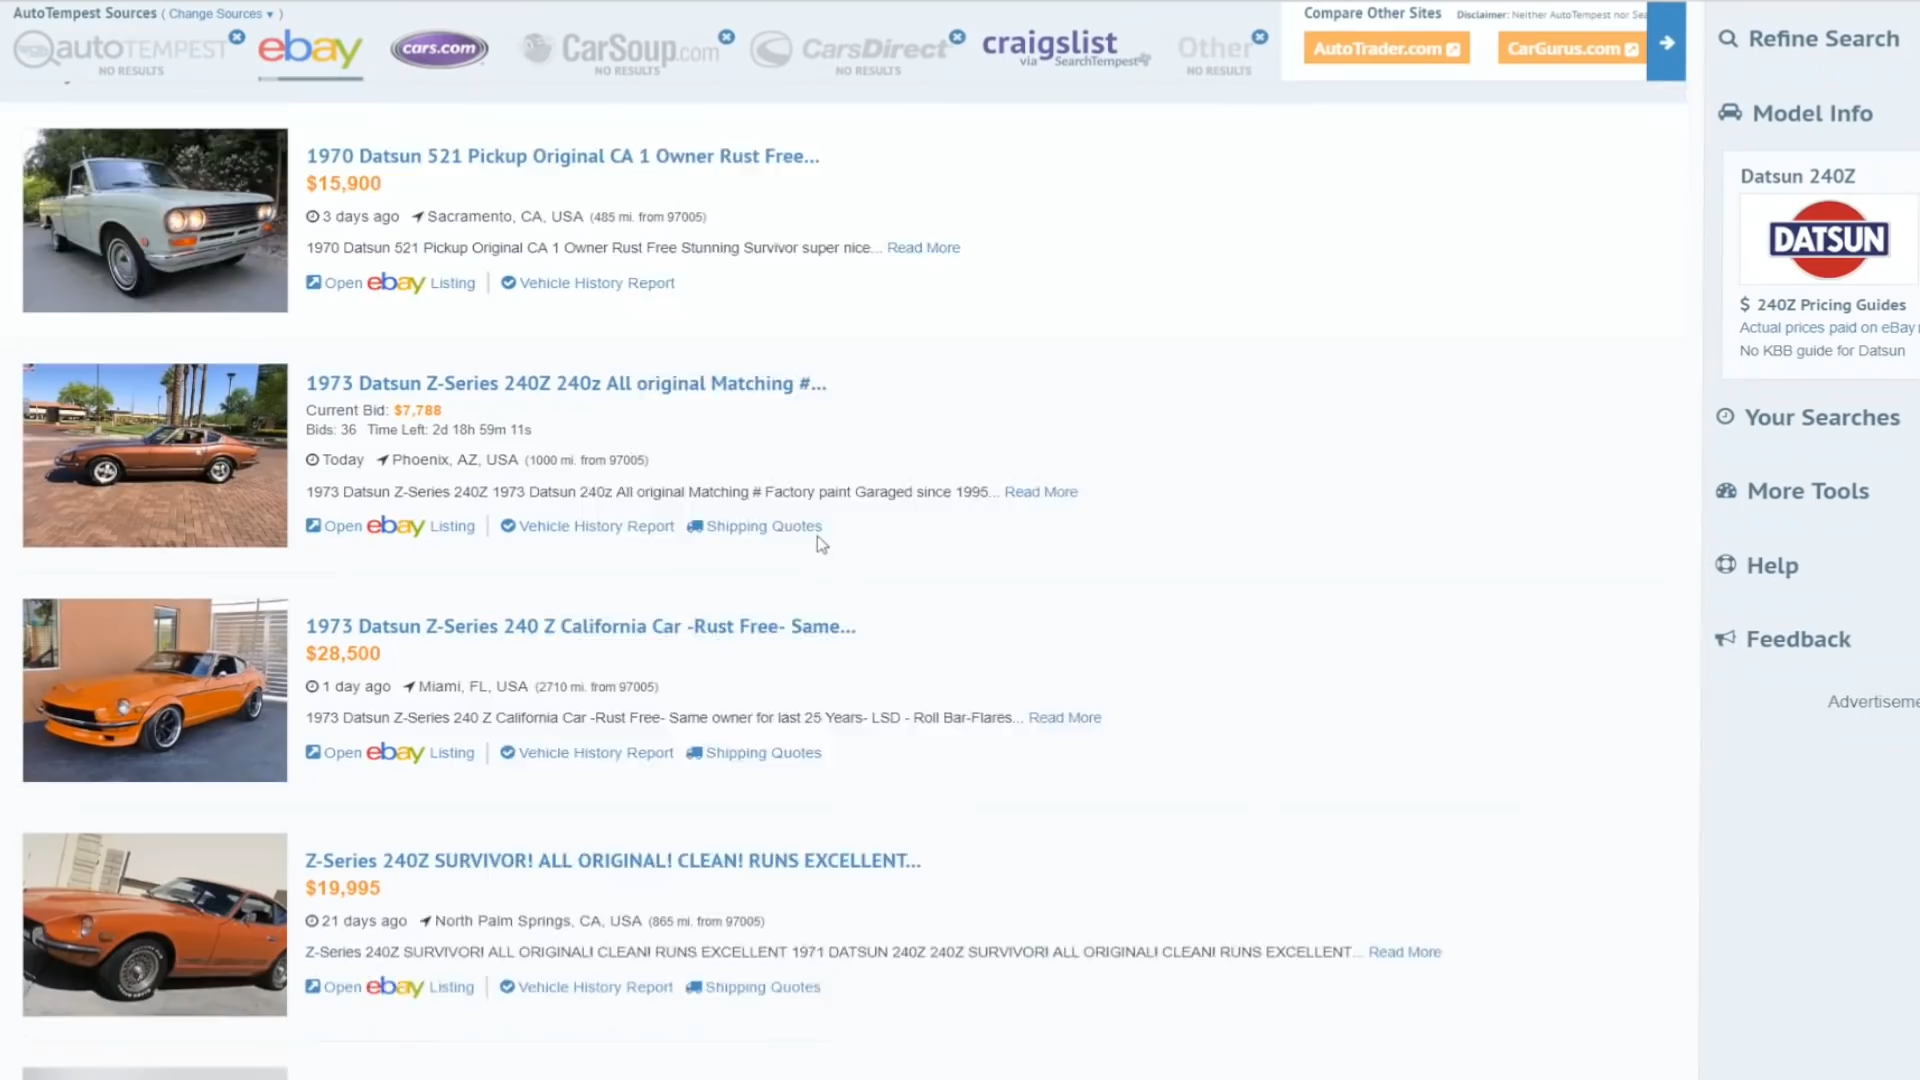 AutoTempest Sources ( Change Sources ▾ )
autoTEMPEST
NO RESULTS
ebay
cars.com
CarSoup.com
NO RESULTS
CarsDirect
NO RESULTS
craigslist
via SearchTempest
Other
NO RESULTS
Compare Other Sites
Disclaimer: Neither AutoTempest nor Sea
AutoTrader.com
CarGurus.com
1970 Datsun 521 Pickup Original CA 1 Owner Rust Free...
$15,900
3 days ago Sacramento, CA, USA (485 mi. from 97005)
1970 Datsun 521 Pickup Original CA 1 Owner Rust Free Stunning Survivor super nice... Read More
Open ebay Listing | Vehicle History Report
1973 Datsun Z-Series 240Z 240z All original Matching #...
Current Bid: $7,788
Bids: 36 Time Left: 2d 18h 59m 11s
Today Phoenix, AZ, USA (1000 mi. from 97005)
1973 Datsun Z-Series 240Z 1973 Datsun 240z All original Matching # Factory paint Garaged since 1995... Read More
Open ebay Listing | Vehicle History Report Shipping Quotes
1973 Datsun Z-Series 240 Z California Car -Rust Free- Same...
$28,500
1 day ago Miami, FL, USA (2710 mi. from 97005)
1973 Datsun Z-Series 240 Z California Car -Rust Free- Same owner for last 25 Years- LSD - Roll Bar-Flares... Read More
Open ebay Listing | Vehicle History Report Shipping Quotes
Z-Series 240Z SURVIVOR! ALL ORIGINAL! CLEAN! RUNS EXCELLENT...
$19,995
21 days ago North Palm Springs, CA, USA (865 mi. from 97005)
Z-Series 240Z SURVIVOR! ALL ORIGINAL! CLEAN! RUNS EXCELLENT 1971 DATSUN 240Z 240Z SURVIVOR! ALL ORIGINAL! CLEAN! RUNS EXCELLENT... Read More
Open ebay Listing | Vehicle History Report Shipping Quotes
Refine Search
Model Info
Datsun 240Z
DATSUN
$ 240Z Pricing Guides
Actual prices paid on eBay
No KBB guide for Datsun
Your Searches
More Tools
Help
Feedback
Advertiseme